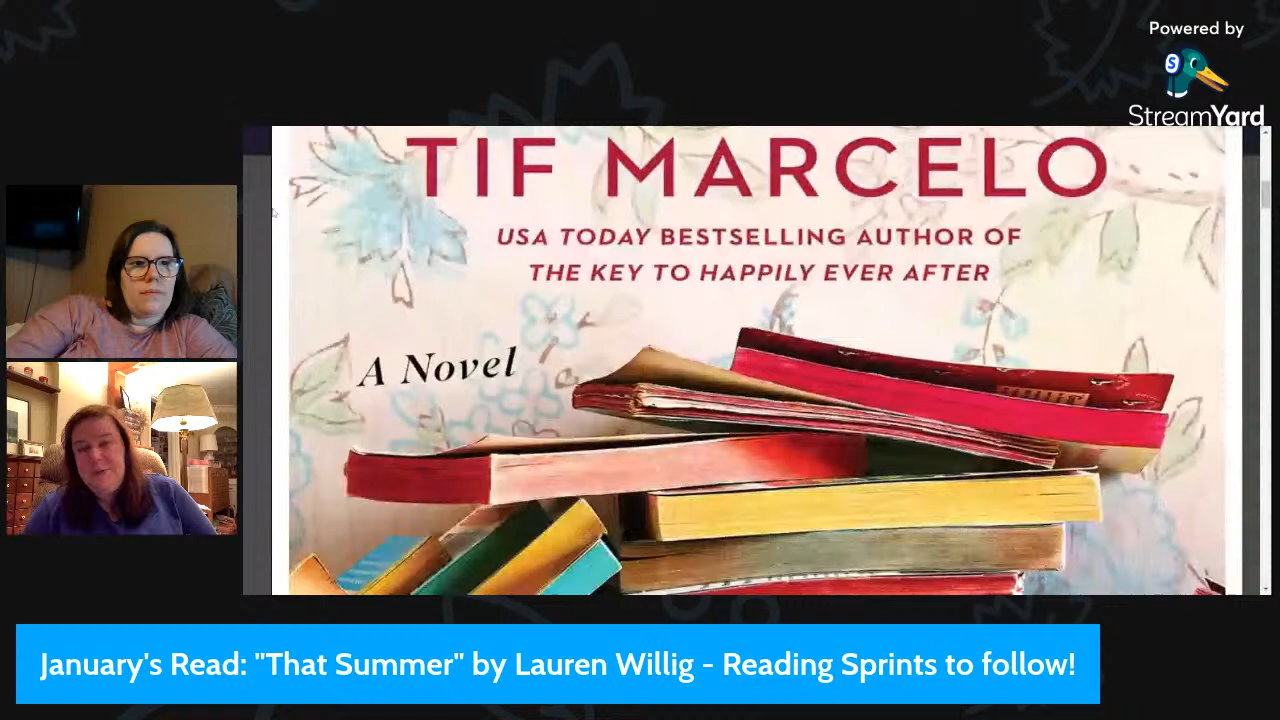 Powered by
S
StreamYard
TIF MARCELO
USA TODAY BESTSELLING AUTHOR OF
THE KEY TO HAPPILY EVER AFTER
A Novel
January's Read: "That Summer" by Lauren Willig - Reading Sprints to follow!